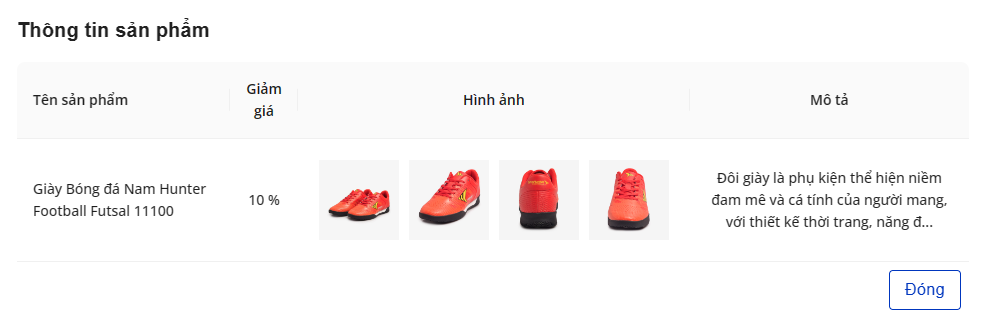 Thông tin sản phẩm
Tên sản phẩm
Giảm
giá
Hình ảnh
Mô tả
Giày Bóng đá Nam Hunter
Football Futsal 11100
10 %
Đôi giày là phụ kiện thể hiện niềm
đam mê và cá tính của người mang,
với thiết kế thời trang, năng đ...
Đóng